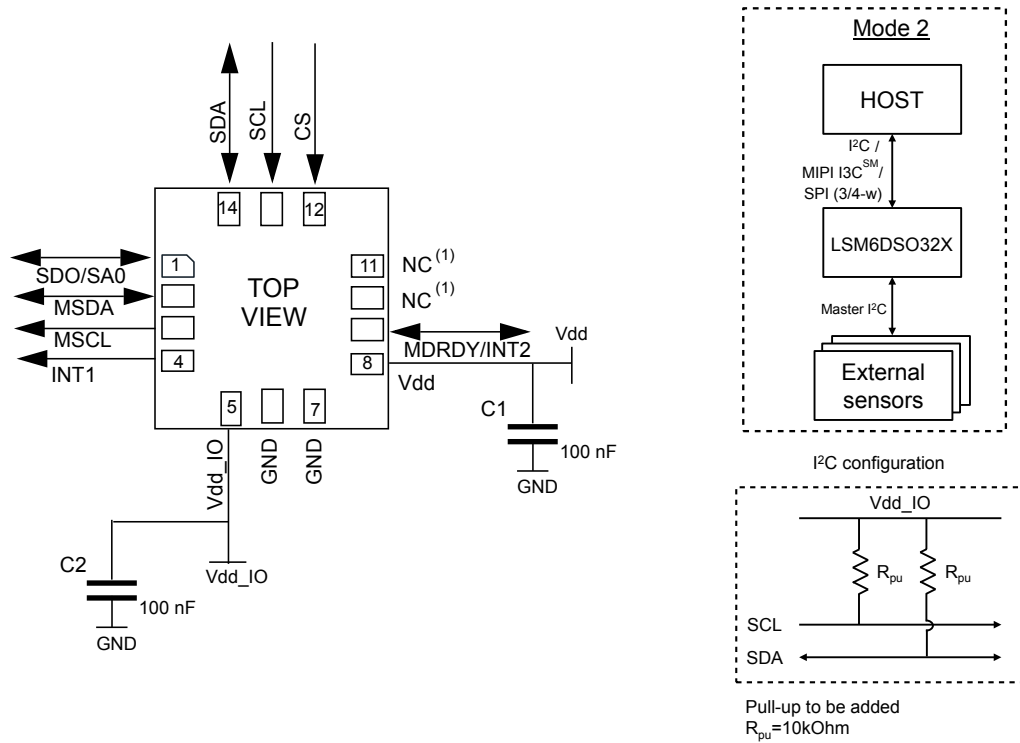 SDA
SCL
CS
14
12
1
11
NC(1)
SDO/SA0
TOP
VIEW
NC(1)
MSDA
MSCL
MDRDY/INT2
Vdd
4
8
INT1
Vdd
5
7
C1
100 nF
GND
Vdd_IO
GND
GND
C2
Vdd_IO
100 nF
GND
Mode 2
HOST
I²C /
MIPI I3C^SM/
SPI (3/4-w)
LSM6DSO32X
Master I²C
External
sensors
I²C configuration
Vdd_IO
Rpu
Rpu
SCL
SDA
Pull-up to be added
Rpu=10kOhm